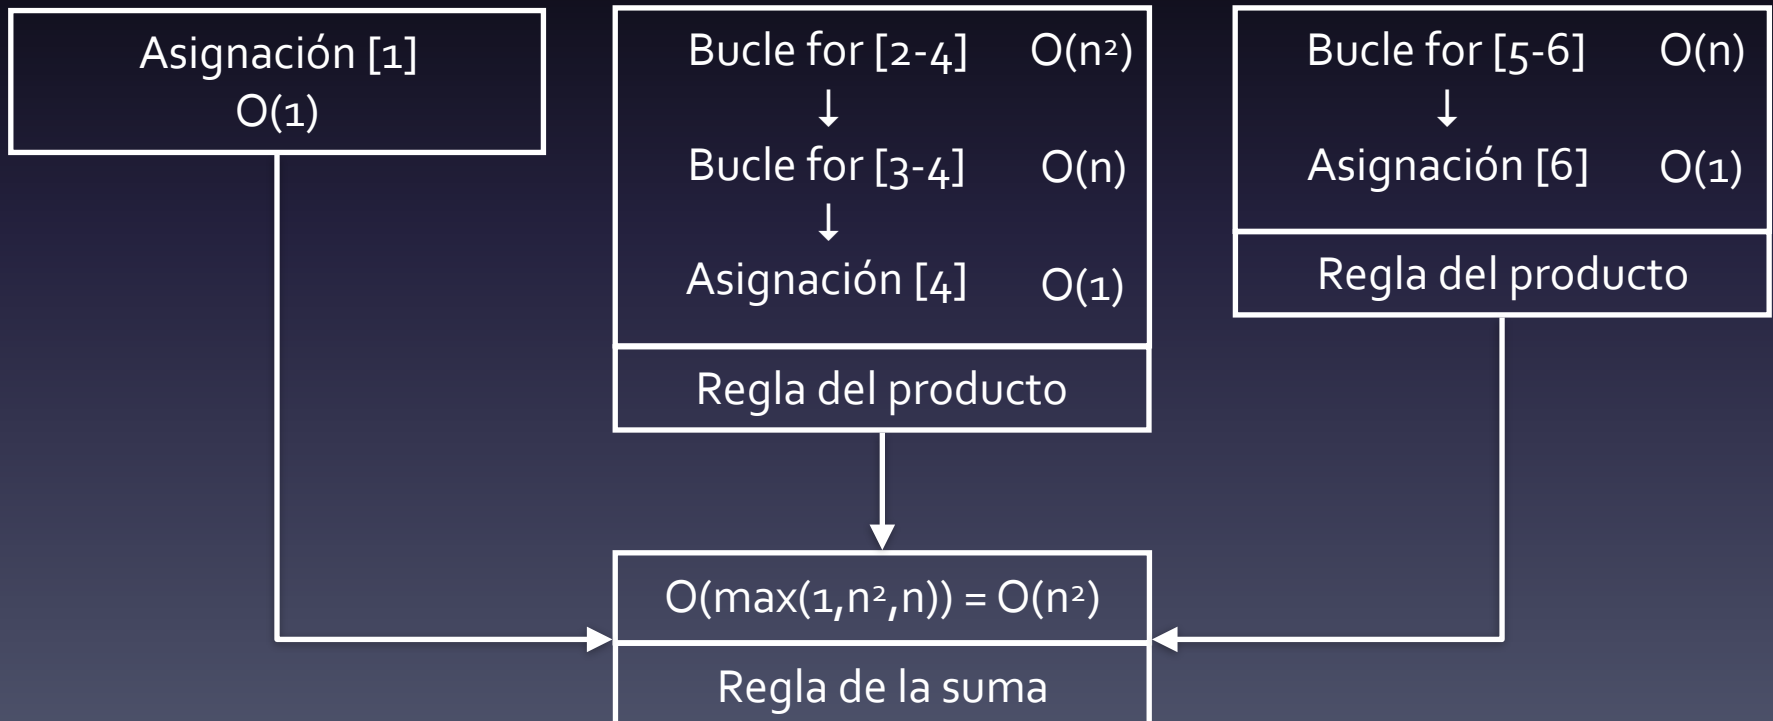 Asignación [1]
O(1)
Bucle for [2-4] O(n²)
↓
Bucle for [3-4] O(n)
↓
Asignación [4] O(1)
Regla del producto
Bucle for [5-6] O(n)
↓
Asignación [6] O(1)
Regla del producto
O(max(1,n²,n)) = O(n²)
Regla de la suma